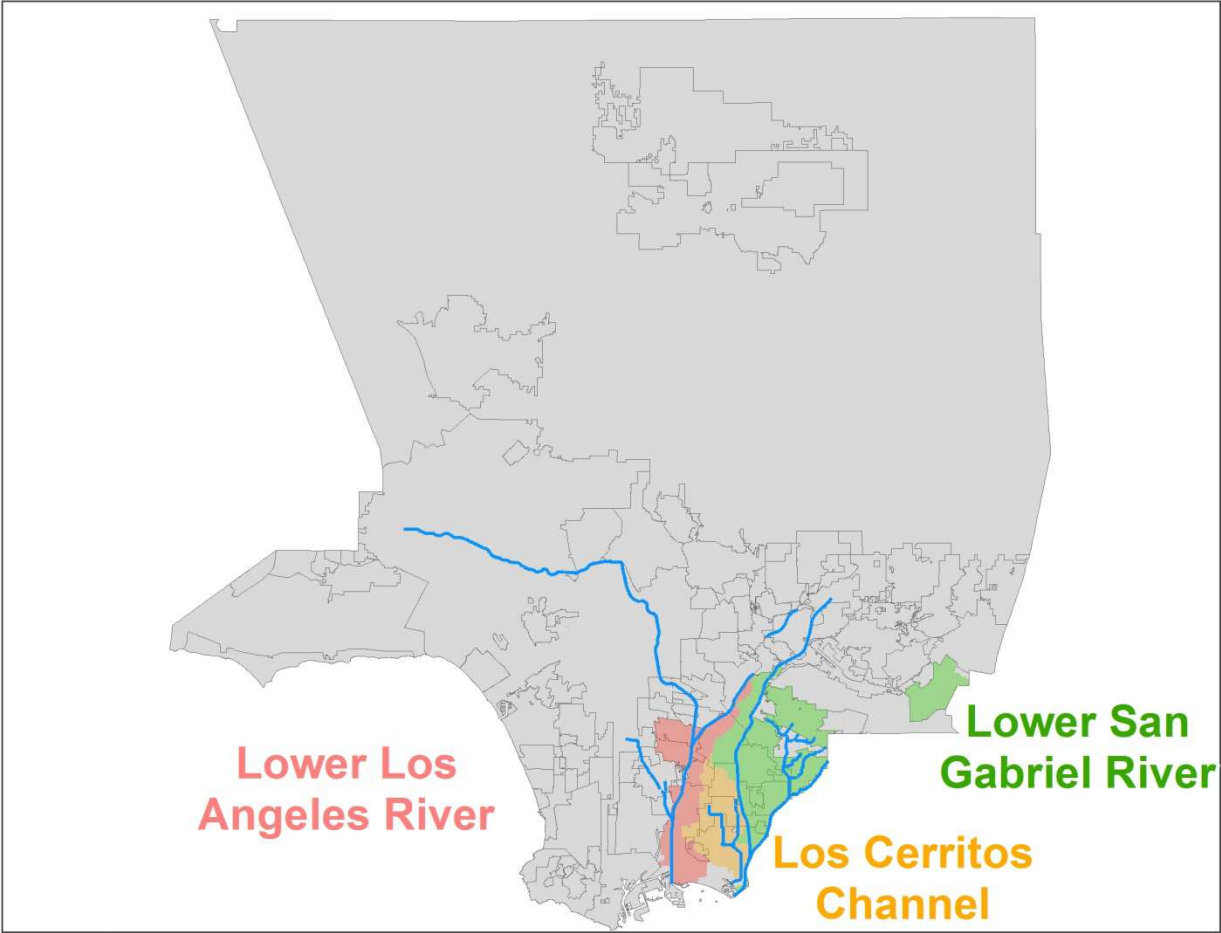 Lower Los
Angeles River
Lower San
Gabriel River
Los Cerritos
Channel